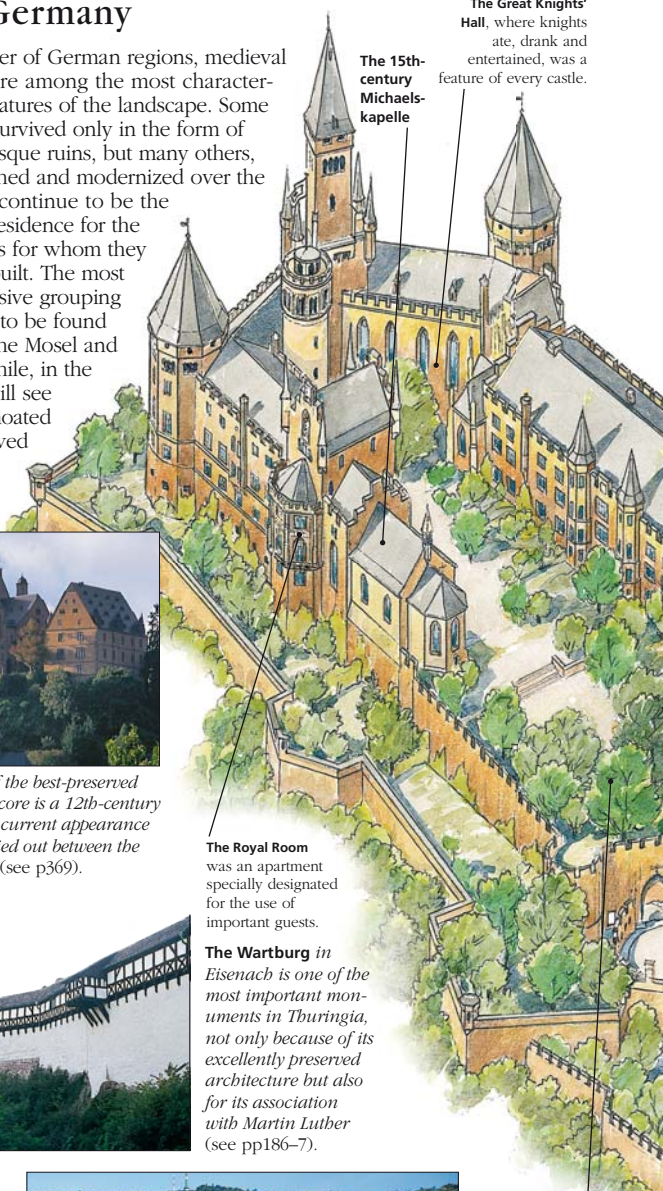 Germany
er of German regions, medieval
re among the most character-
atures of the landscape. Some
urvived only in the form of
sque ruins, but many others,
ned and modernized over the
continue to be the
esidence for the
s for whom they
uilt. The most
sive grouping
to be found
ne Mosel and
hile, in the
ill see
noated
ved
The 15th-
century
Michaels-
kapelle
The Great Knights'
Hall, where knights
ate, drank and
entertained, was a
feature of every castle.
f the best-preserved
core is a 12th-century
current appearance
ied out between the
(see p369).
The Royal Room
was an apartment
specially designated
for the use of
important guests.
The Wartburg in
Eisenach is one of the
most important mon-
uments in Thuringia,
not only because of its
excellently preserved
architecture but also
for its association
with Martin Luther
(see pp186–7).